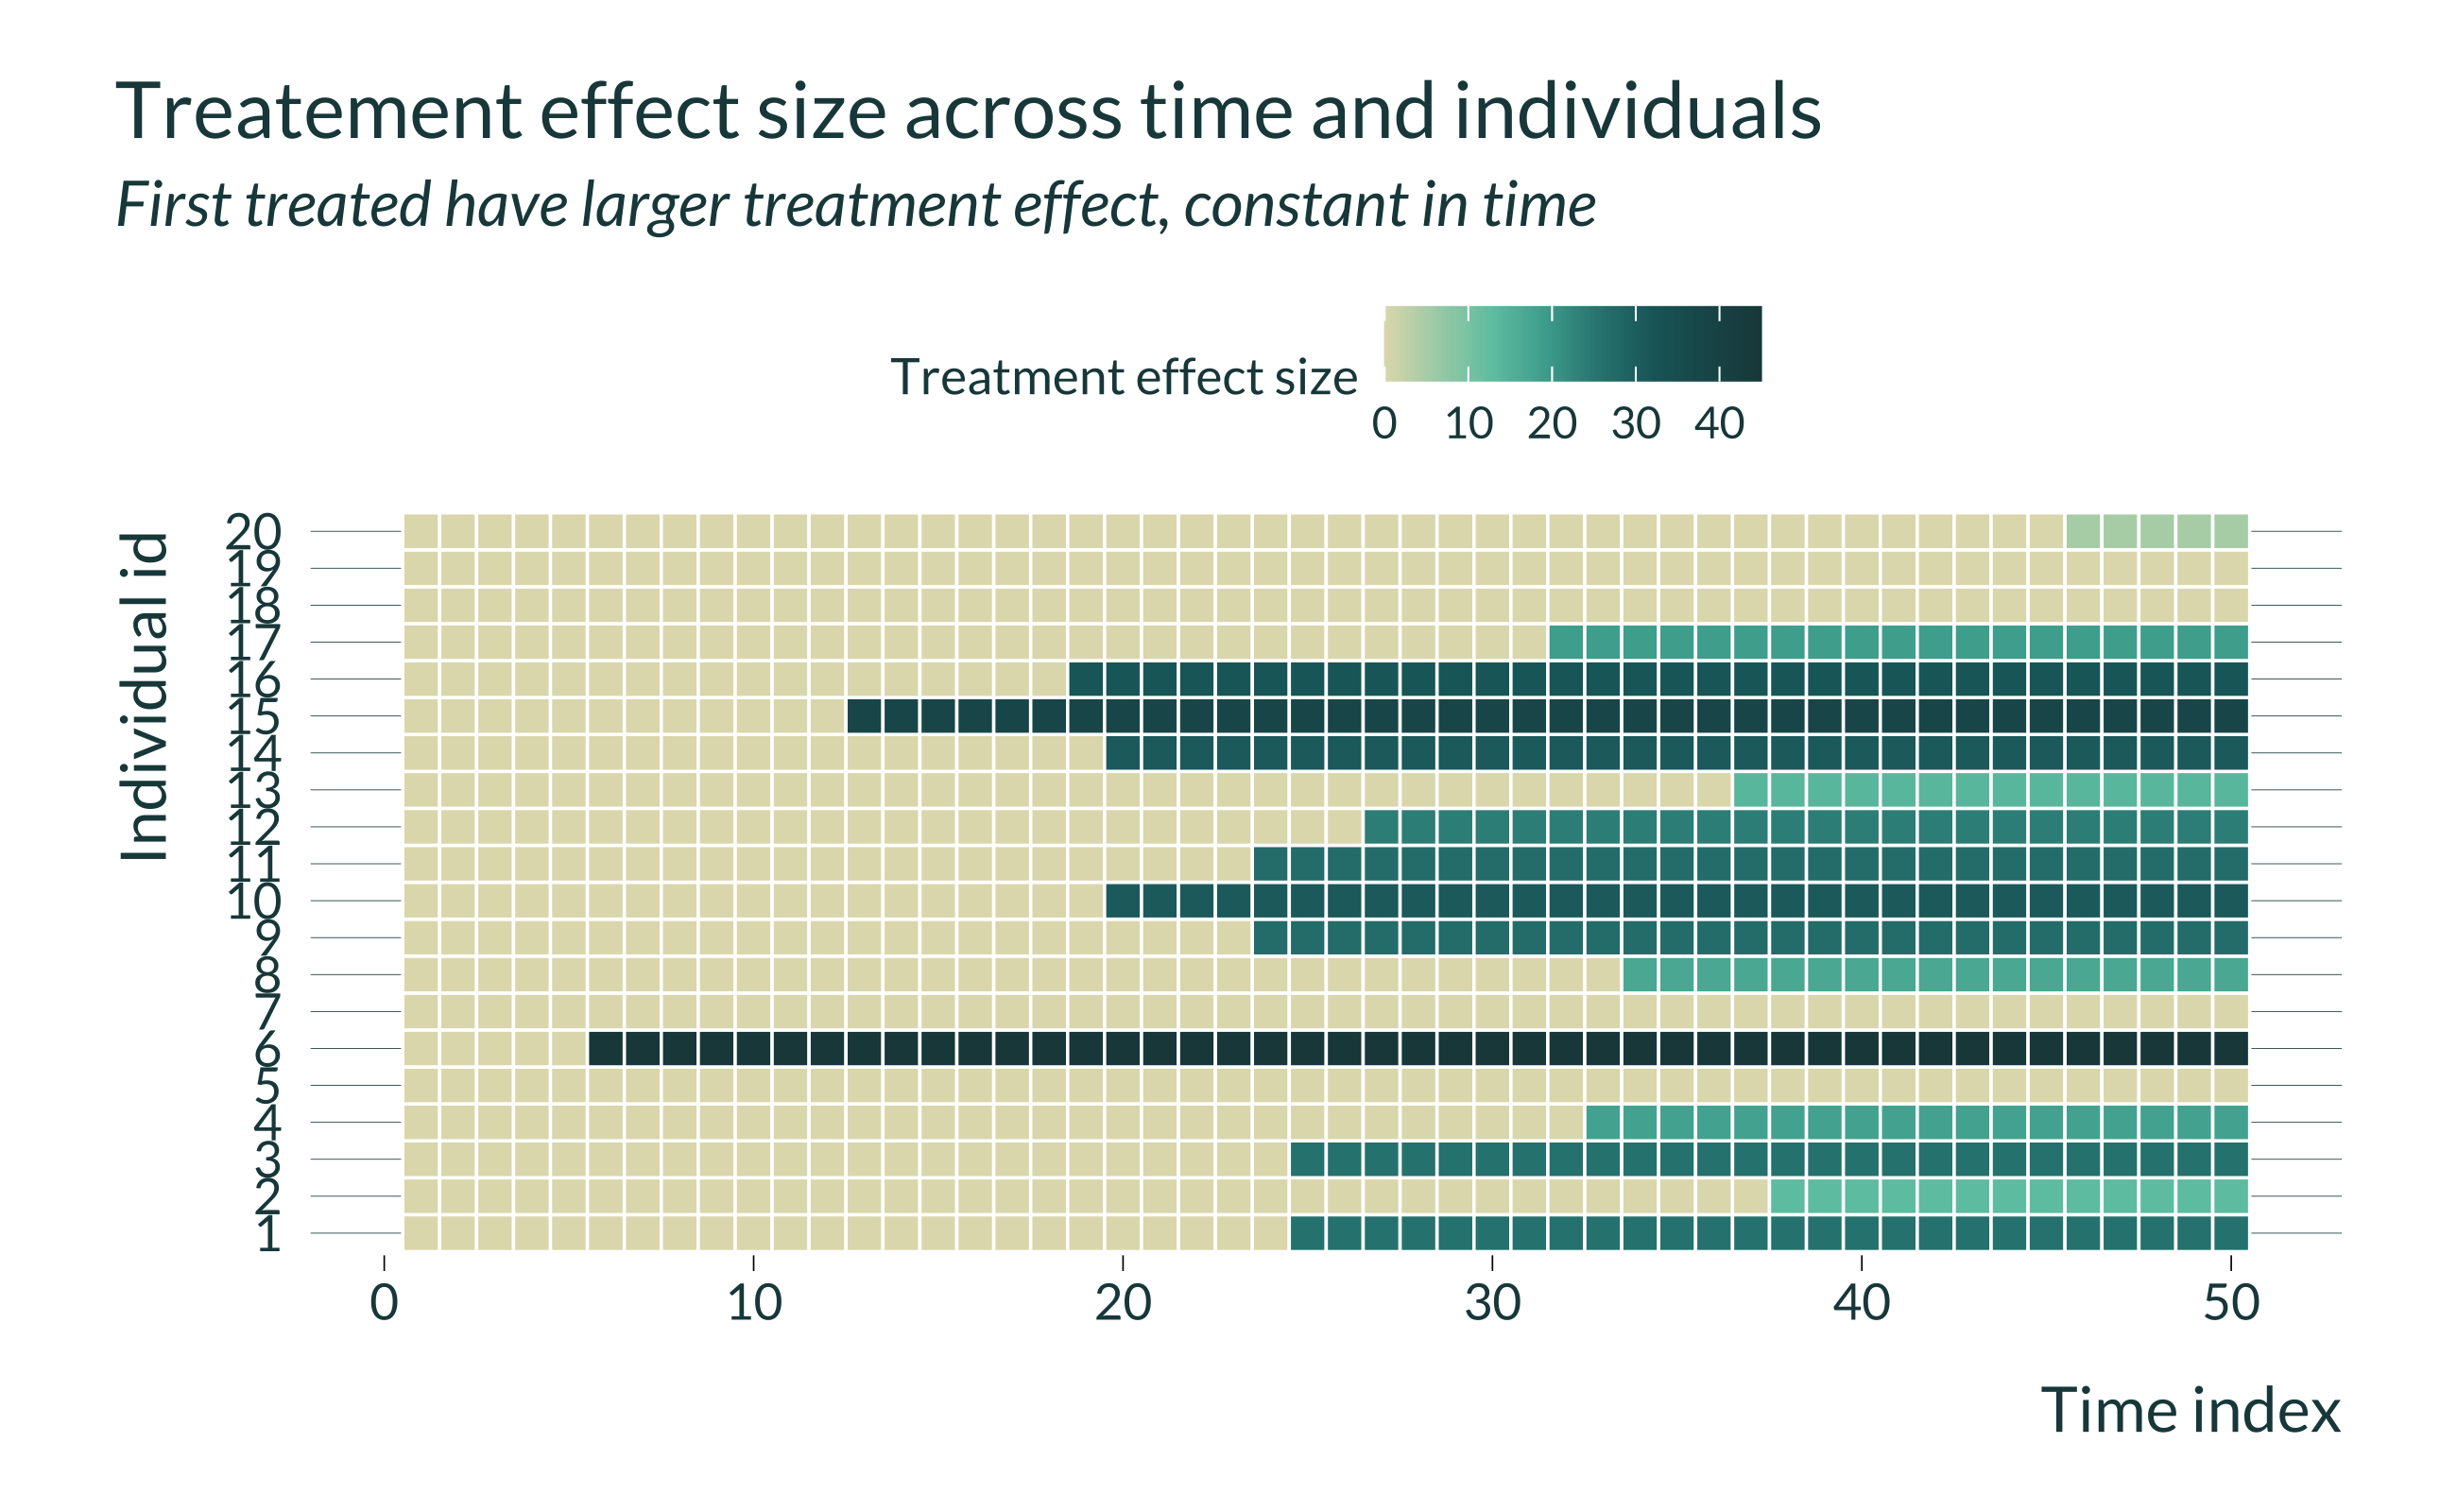 Treatement effect size across time and individuals
First treated have larger treatment effect, constant in time
Treatment effect size
0 10 20 30 40
Individual id
20
19
18
17
16
15
14
13
12
11
10
9
8
7
6
5
4
3
2
1
0 10 20 30 40 50
Time index